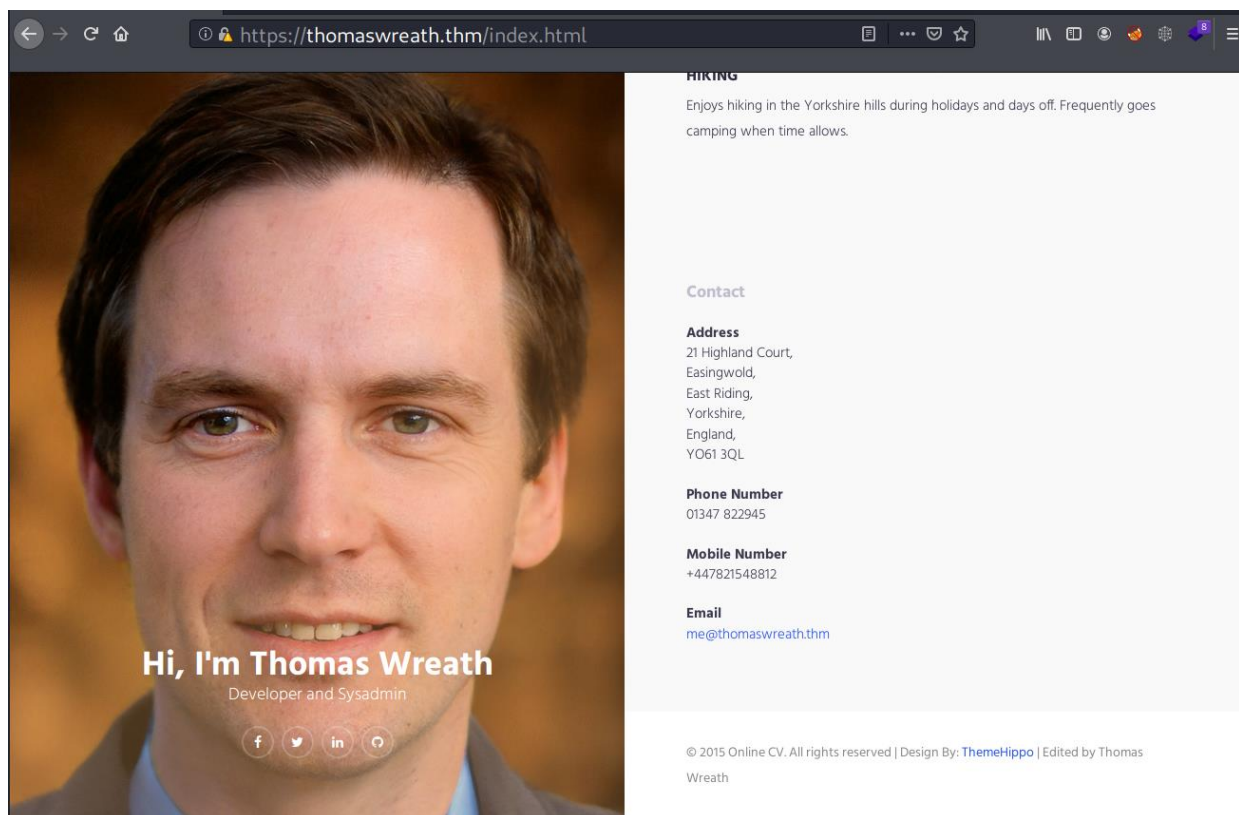 https://thomaswreath.thm/index.html
8
HIKING
Enjoys hiking in the Yorkshire hills during holidays and days off. Frequently goes
camping when time allows.
Contact
Address
21 Highland Court,
Easingwold,
East Riding,
Yorkshire,
England,
YO61 3QL
Phone Number
01347 822945
Mobile Number
+447821548812
Email
me@thomaswreath.thm
Hi, I'm Thomas Wreath
Developer and Sysadmin
© 2015 Online CV. All rights reserved | Design By: ThemeHippo | Edited by Thomas
Wreath